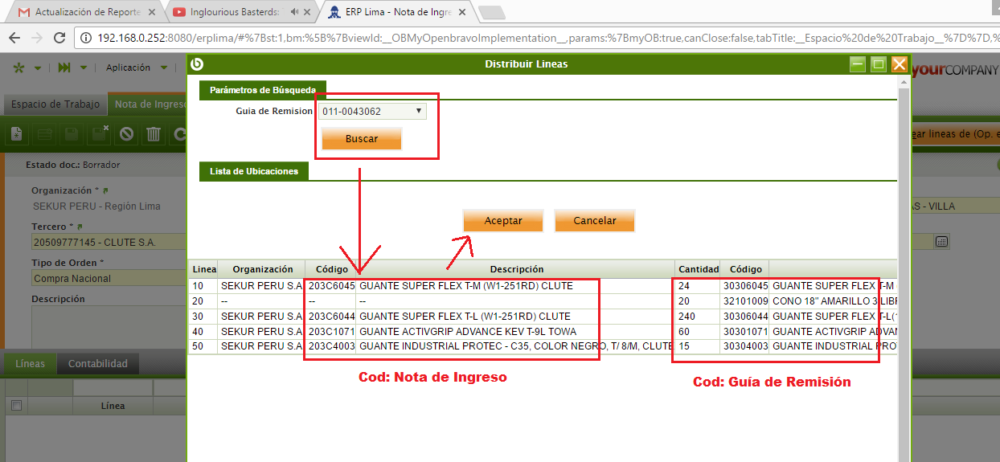 Actualización de Reporte
Inglourious Basterds:
ERP Lima - Nota de Ingre
192.168.0.252:8080/erplima/#%7Bst:1,bm:%5B%7BviewId:__OBMyOpenbravoImplementation__,params:%7BmyOB:true,canClose:false,tabTitle:__Espacio%20de%20Trabajo__%7D%7D,%
Aplicación
Distribuir Lineas
yourCOMPANY
Espacio de Trabajo
Nota de Ingreso
Parámetros de Búsqueda
Guia de Remision
011-0043062
Buscar
gar lineas de (Op. e
Estado doc.: Borrador
Lista de Ubicaciones
Organización *
SEKUR PERU - Región Lima
AS - VILLA
Aceptar
Cancelar
Tercero *
20509777145 - CLUTE S.A.
Tipo de Orden *
Compra Nacional
Descripción
Linea Organización Código Descripción Cantidad Código
10 SEKUR PERU S.A 203C6045 GUANTE SUPER FLEX T-M (W1-251RD) CLUTE 24 30306045 GUANTE SUPER FLEX T-M (
20 -- -- -- 20 32101009 CONO 18" AMARILLO 3 LIBR
30 SEKUR PERU S.A 203C6044 GUANTE SUPER FLEX T-L (W1-251RD) CLUTE 240 30306044 GUANTE SUPER FLEX T-L(
40 SEKUR PERU S.A 203C1071 GUANTE ACTIVGRIP ADVANCE KEV T-9L TOWA 60 30301071 GUANTE ACTIVGRIP ADVAN
50 SEKUR PERU S.A 203C4003 GUANTE INDUSTRIAL PROTEC - C35, COLOR NEGRO, T/ 8/M, CLUTE 15 30304003 GUANTE INDUSTRIAL PRO
Cod: Nota de Ingreso
Cod: Guía de Remisión
Líneas
Contabilidad
Línea